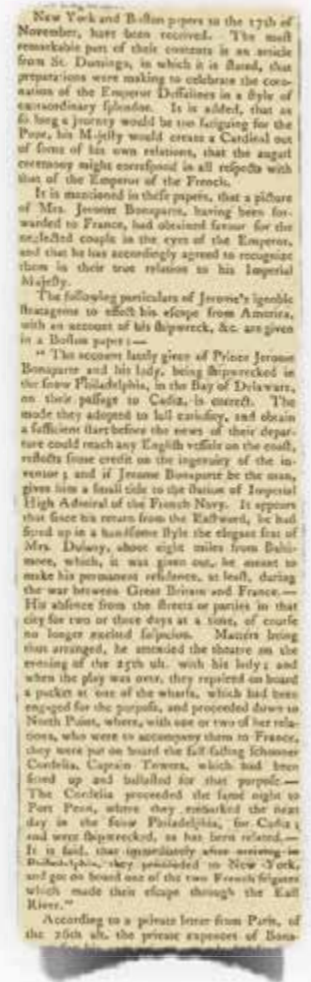 New York and Boston papers to the 17th of
November, have been received. The most
remarkable part of their contents is an article
from St. Domingo, in which it is stated, that
preparations were making to celebrate the coro-
nation of the Emperor Dessalines in a style of
extraordinary splendor. It is added, that as
so long a journey would be too fatiguing for the
Pope, his Majesty would create a Cardinal out
of some of his own relations, that the august
ceremony might correspond in all respects with
that of the Emperor of the French.
It is mentioned in these papers, that a picture
of Mrs. Jerome Bonaparte, having been for-
warded to France, had obtained favour for the
neglected couple in the eyes of the Emperor,
and that he has accordingly agreed to recognize
them in their true relation to his Imperial
Majesty.
The following particulars of Jerome's ignoble
stratagems to effect his escape from America,
with an account of his shipwreck, &c. are given
in a Boston paper:—
" The account lately given of Prince Jerome
Bonaparte and his lady, being shipwrecked in
the snow Philadelphia, in the Bay of Delaware,
on their passage to Cadiz, is correct. The
mode they adopted to lull curiosity, and obtain
a sufficient start before the news of their depar-
ture could reach any English vessels on the coast,
reflects some credit on the ingenuity of the in-
ventor; and if Jerome Bonaparte be the man,
gives him a small title to the station of Imperial
High Admiral of the French Navy. It appears
that since his return from the Eastward, he had
fitted up in a handsome style the elegant seat of
Mrs. Dulany, about eight miles from Balti-
more, which, it was given out, he meant to
make his permanent residence, at least, during
the war between Great Britain and France.—
His absence from the streets or parties in that
city for two or three days at a time, of course
no longer excited suspicion. Matters being
thus arranged, he attended the theatre on the
evening of the 25th ult. with his lady; and
when the play was over, they repaired on board
a packet at one of the wharfs, which had been
engaged for the purpose, and proceeded down to
North Point, where, with one or two of her rela-
tions, who were to accompany them to France,
they were put on board the fast sailing schooner
Cordelia, Captain Towers, which had been
fitted up and ballasted for that purpose.—
The Cordelia proceeded the same night to
Port Penn, where they embarked the next
day in the snow Philadelphia, for Cadiz;
and were shipwrecked, as has been related.—
It is said, that immediately after arriving in
Philadelphia, they proceeded to New York,
and got on board one of the two French frigates
which made their escape through the East
River."
According to a private letter from Paris, of
the 26th ult. the private expences of Bona-